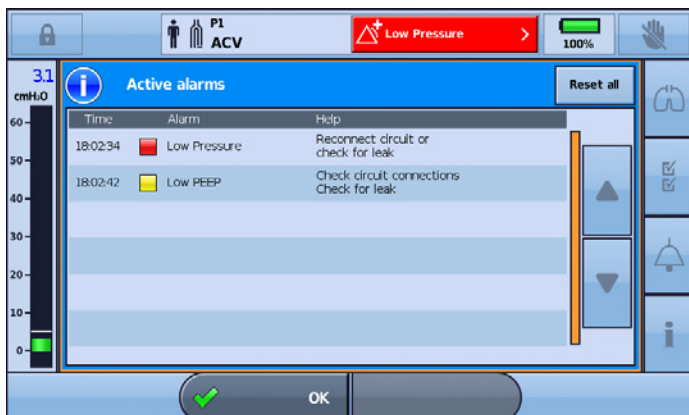 P1
ACV
Low Pressure
100%
3.1
cmH₂O
Active alarms
Reset all
Time Alarm Help
18:02:34 Low Pressure Reconnect circuit or
check for leak
18:02:42 Low PEEP Check circuit connections
Check for leak
60
50
40
30
20
10
0
OK